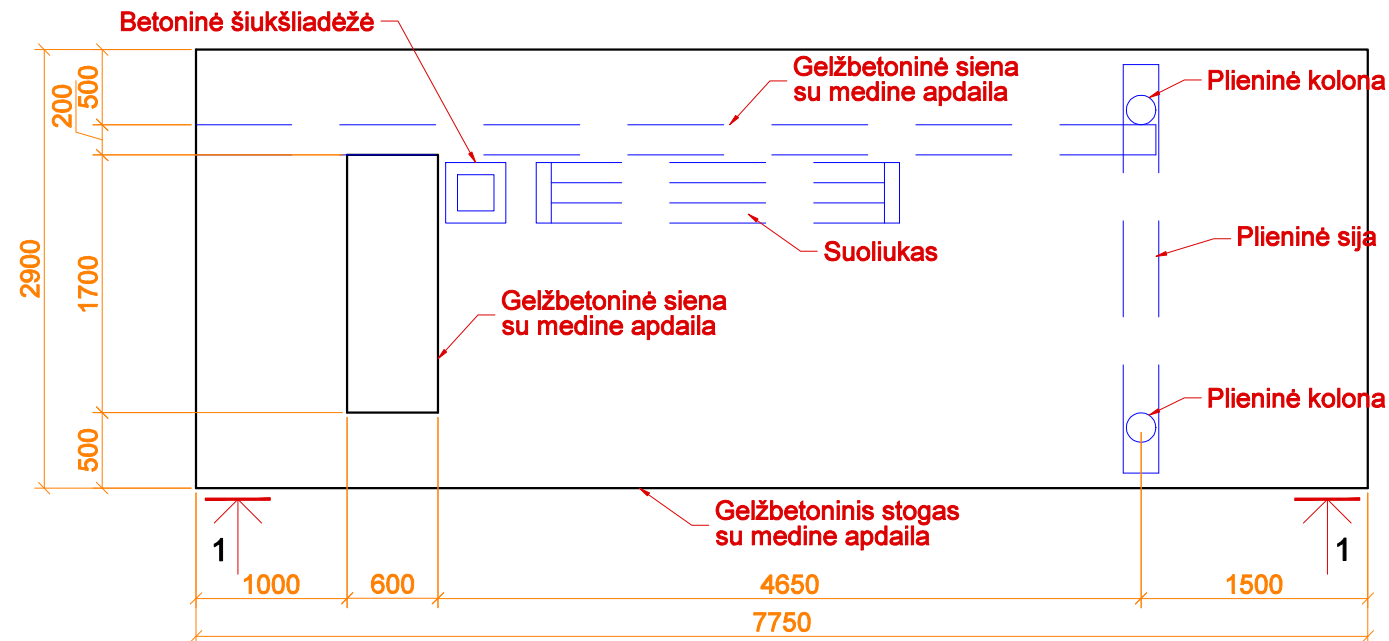 Betoninė šiukšliadėžė
Gelžbetoninė siena
su medine apdaila
Plieninė kolona
500
200
2900
1700
Suoliukas
Plieninė sija
Gelžbetoninė siena
su medine apdaila
Plieninė kolona
500
Gelžbetoninis stogas
su medine apdaila
1
1
1000
600
4650
1500
7750